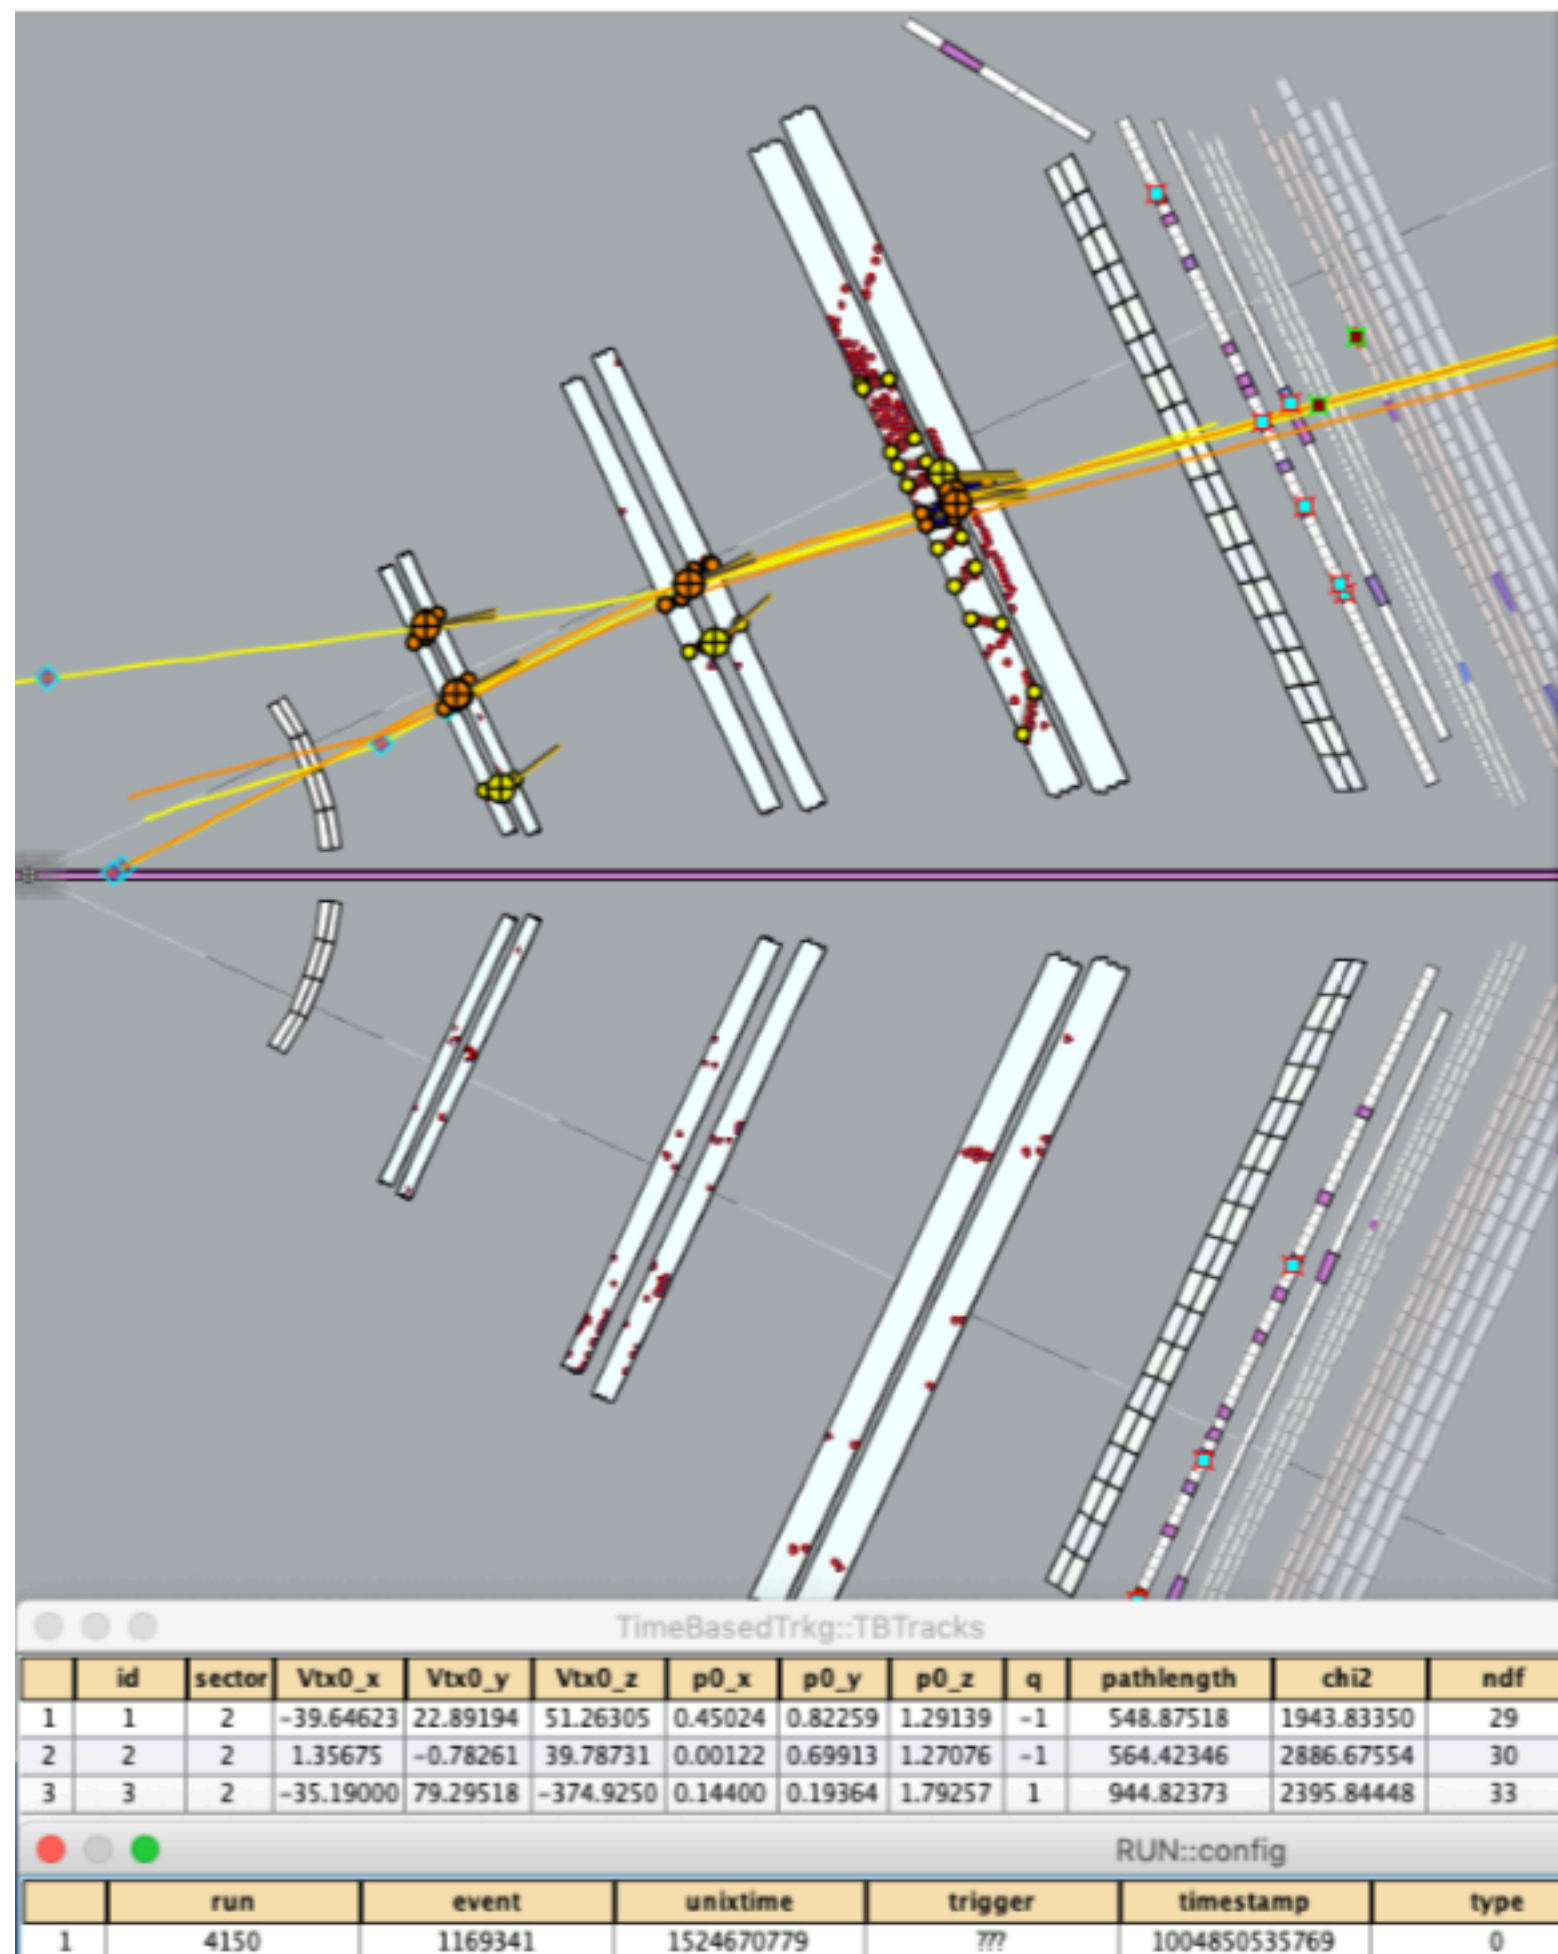 TimeBasedTrkg::TBTracks
id sector Vtx0_x Vtx0_y Vtx0_z p0_x p0_y p0_z q pathlength chi2 ndf
1 1 2 -39.64623 22.89194 51.26305 0.45024 0.82259 1.29139 -1 548.87518 1943.83350 29
2 2 2 1.35675 -0.78261 39.78731 0.00122 0.69913 1.27076 -1 564.42346 2886.67554 30
3 3 2 -35.19000 79.29518 -374.9250 0.14400 0.19364 1.79257 1 944.82373 2395.84448 33
RUN::config
run event unixtime trigger timestamp type
1 4150 1169341 1524670779 ??? 1004850535769 0